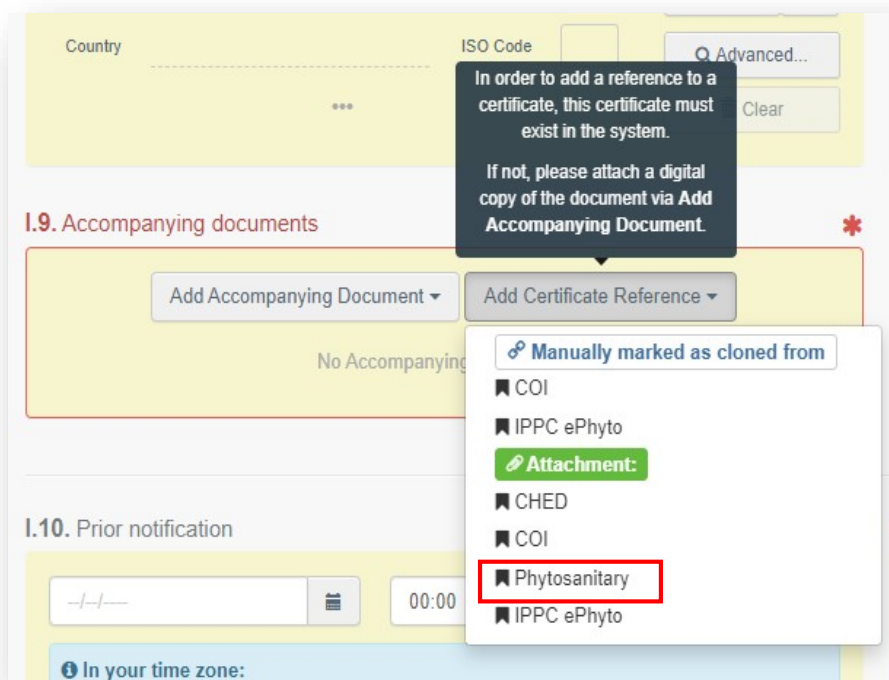 Country
ISO Code
Advanced...
In order to add a reference to a
certificate, this certificate must
exist in the system.
If not, please attach a digital
copy of the document via Add
Accompanying Document.
Clear
I.9. Accompanying documents
Add Accompanying Document
Add Certificate Reference
No Accompanying
Manually marked as cloned from
COI
IPPC ePhyto
Attachment:
CHED
COI
Phytosanitary
IPPC ePhyto
I.10. Prior notification
--/--/----
00:00
In your time zone: